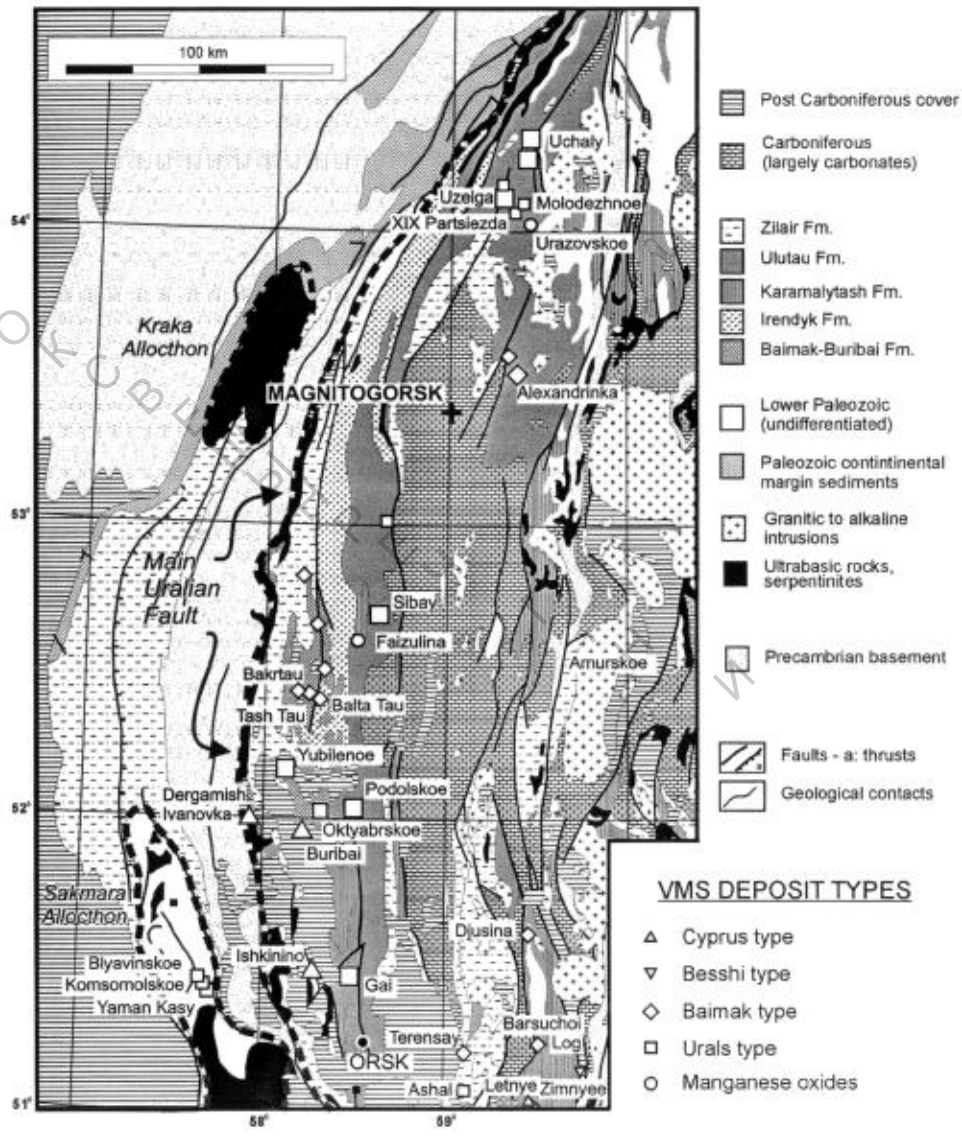 100 km
54°
53°
52°
51°
58°
59°
Uchaly
Uzelga
Molodezhnoe
XIX Partsiezda
Urazovskoe
Kraka
Allocthon
MAGNITOGORSK
Alexandrinka
Main
Uralian
Fault
Sibay
Faizulina
Amurskoe
Bakrtau
Tash Tau
Balta Tau
Yubilenoe
Podolskoe
Dergamish
Ivanovka
Oktyabrskoe
Buribai
Sakmara
Allocthon
Djusina
Blyavinskoe
Komsomolskoe
Yaman Kasy
Ishkinino
Gai
Terensay
Barsuchoi
Log
ORSK
Ashal
Letnye
Zimnyee
Post Carboniferous cover
Carboniferous
(largely carbonates)
Zilair Fm.
Ulutau Fm.
Karamalytash Fm.
Irendyk Fm.
Baimak-Buribai Fm.
Lower Paleozoic
(undifferentiated)
Paleozoic contintinental
margin sediments
Granitic to alkaline
intrusions
Ultrabasic rocks,
serpentinites
Precambrian basement
Faults - a: thrusts
Geological contacts
VMS DEPOSIT TYPES
Cyprus type
Besshi type
Baimak type
Urals type
Manganese oxides